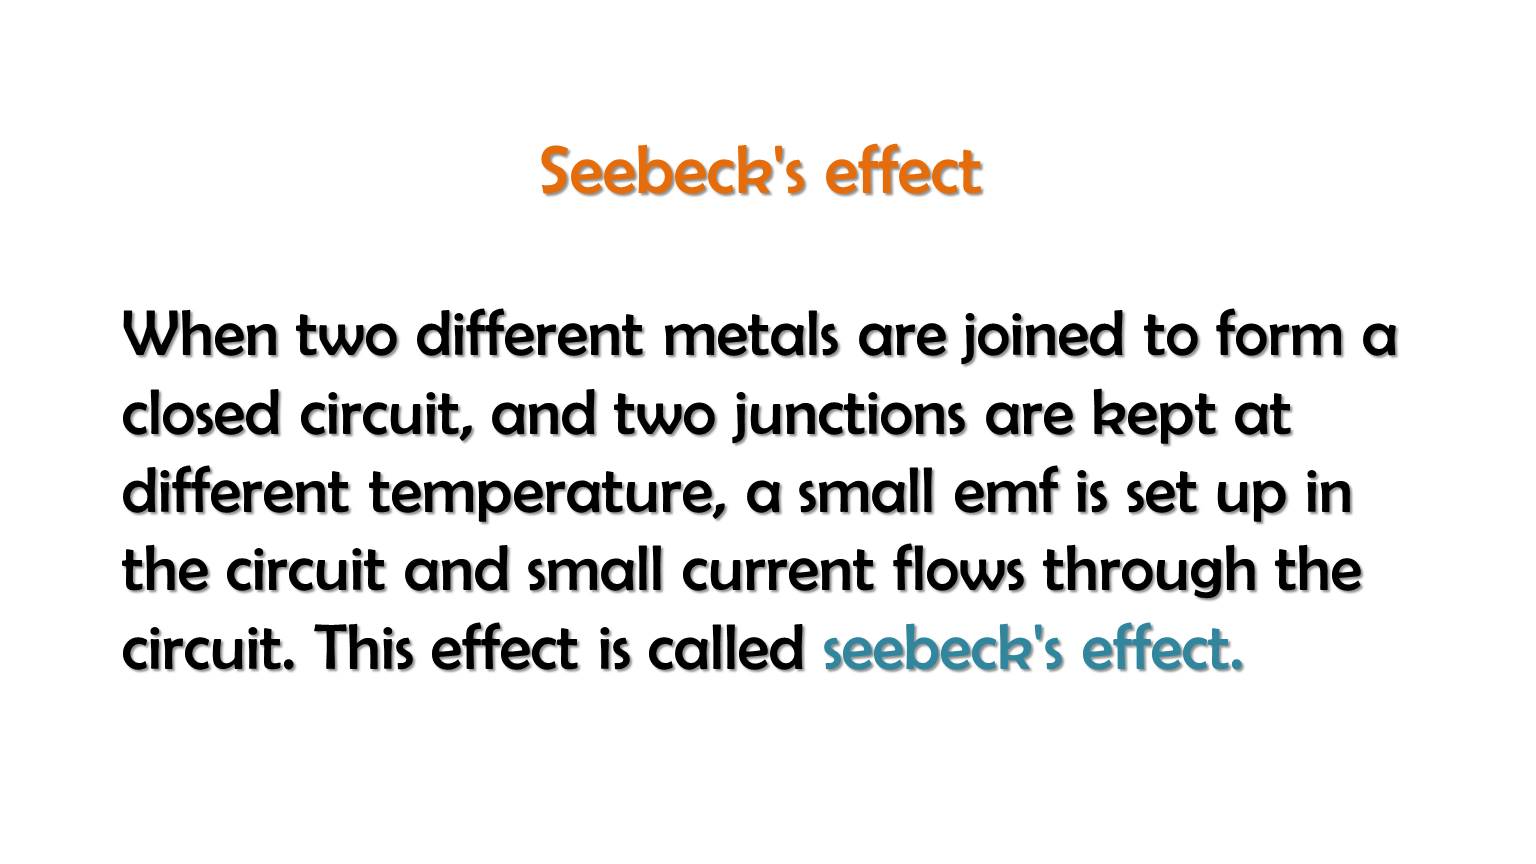 Seebeck's effect
When two different metals are joined to form a
closed circuit, and two junctions are kept at
different temperature, a small emf is set up in
the circuit and small current flows through the
circuit. This effect is called seebeck's effect.